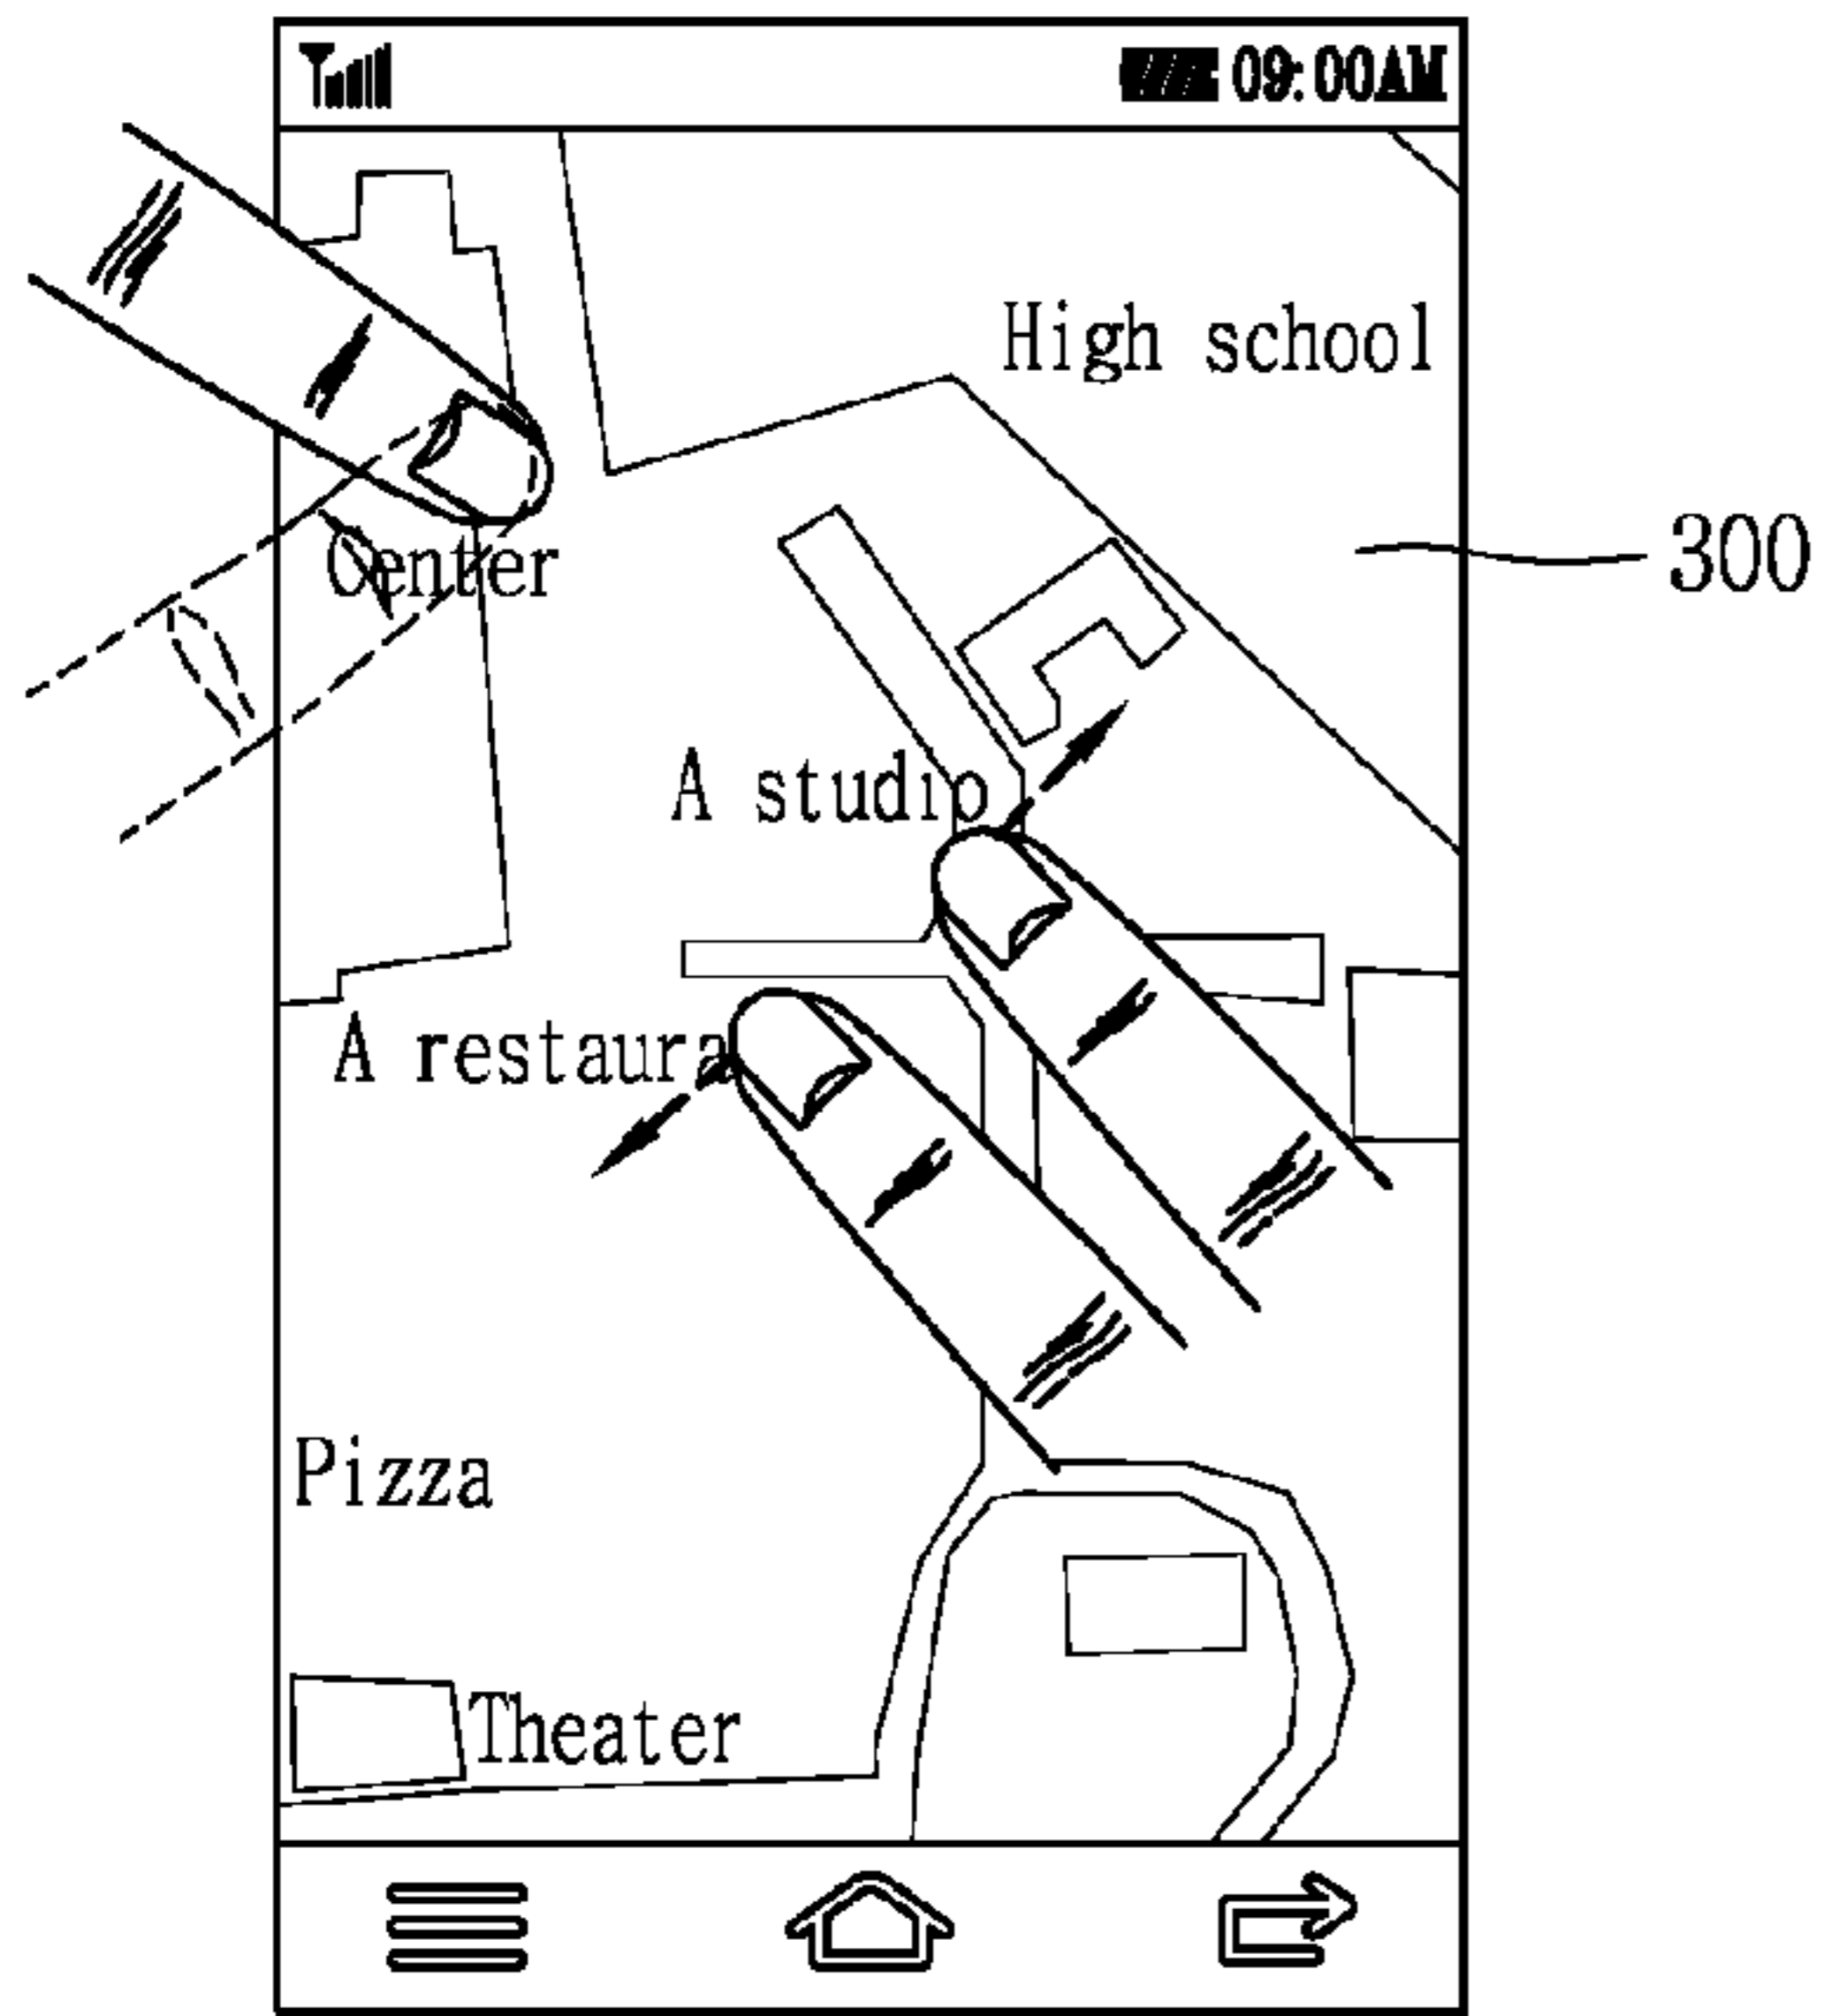 09:00AM
High school
300
Center
A studio
A restaura
Pizza
Theater